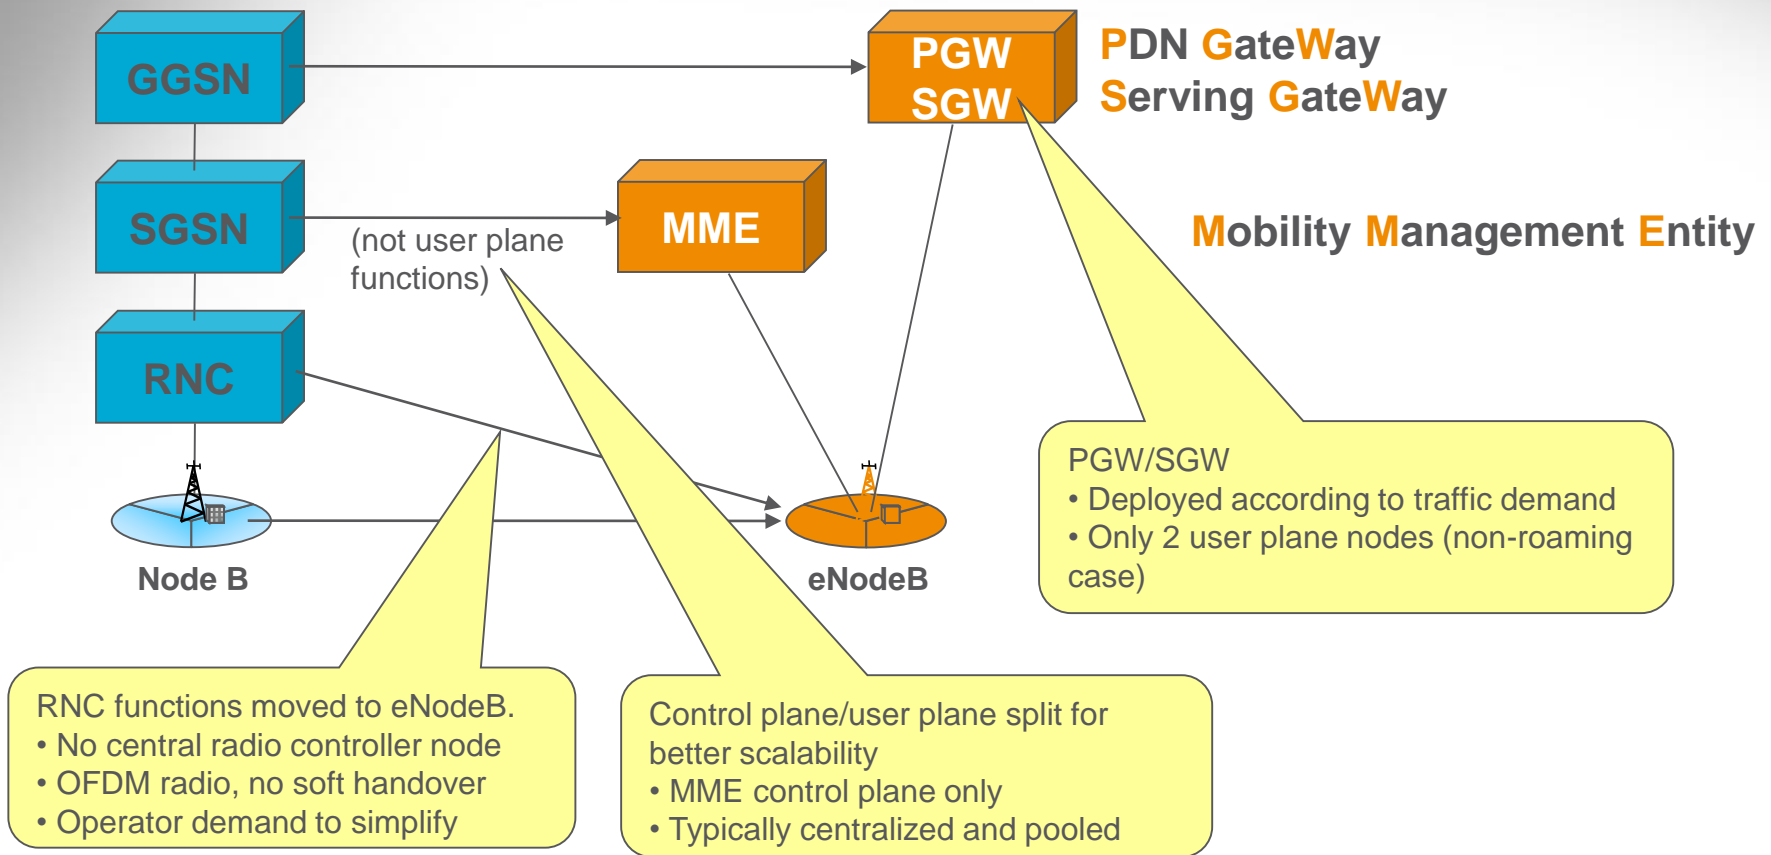 GGSN
PGW
SGW
PDN GateWay
Serving GateWay
SGSN
(not user plane
functions)
MME
Mobility Management Entity
RNC
Node B
eNodeB
PGW/SGW
• Deployed according to traffic demand
• Only 2 user plane nodes (non-roaming
case)
RNC functions moved to eNodeB.
• No central radio controller node
• OFDM radio, no soft handover
• Operator demand to simplify
Control plane/user plane split for
better scalability
• MME control plane only
• Typically centralized and pooled